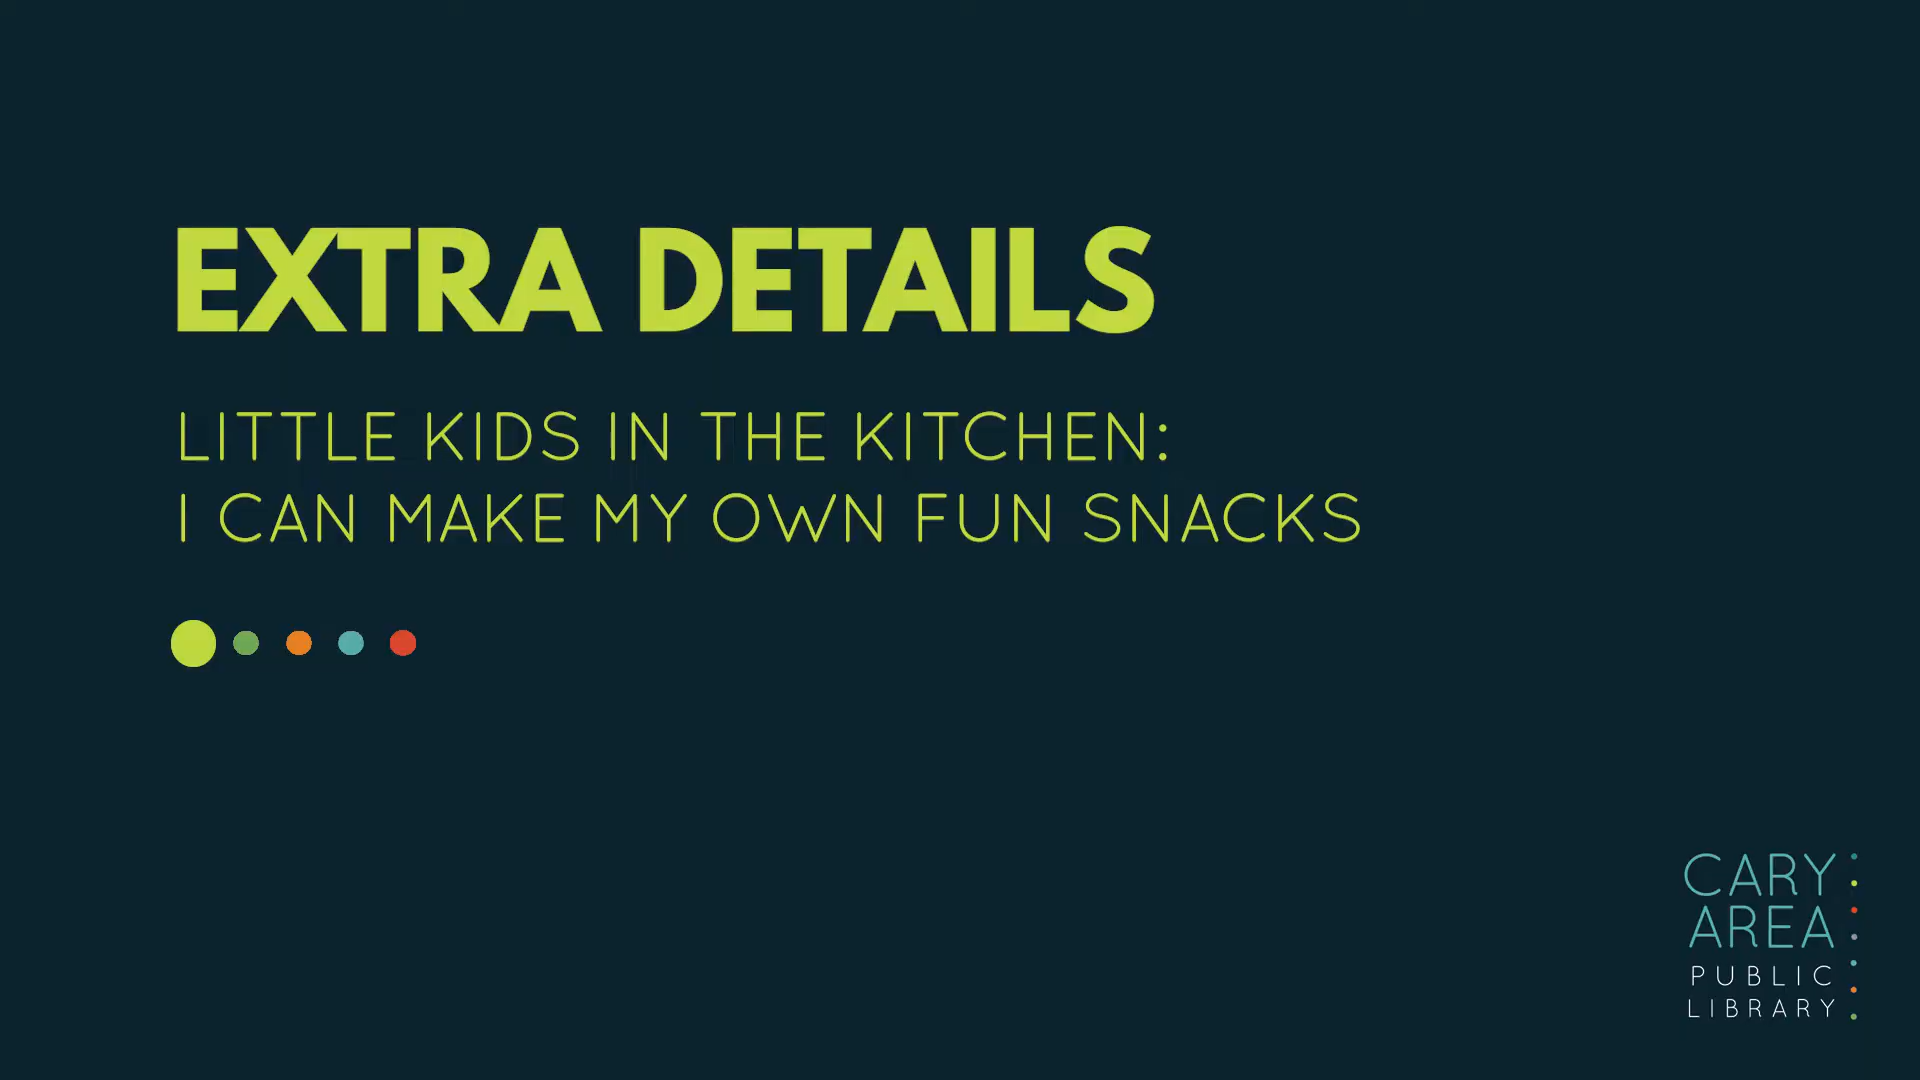 EXTRA DETAILS
LITTLE KIDS IN THE KITCHEN:
I CAN MAKE MY OWN FUN SNACKS
CARY
AREA
PUBLIC
LIBRARY